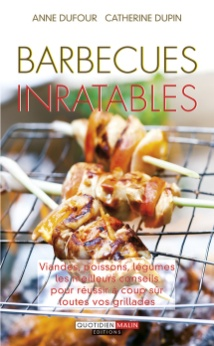 ANNE DUFOUR CATHERINE DUPIN
BARBECUES
INRATABLES
Viandes, poissons, légumes,
les meilleurs conseils
pour réussir à coup sûr
toutes vos grillades
QUOTIDIEN MALIN
ÉDITIONS